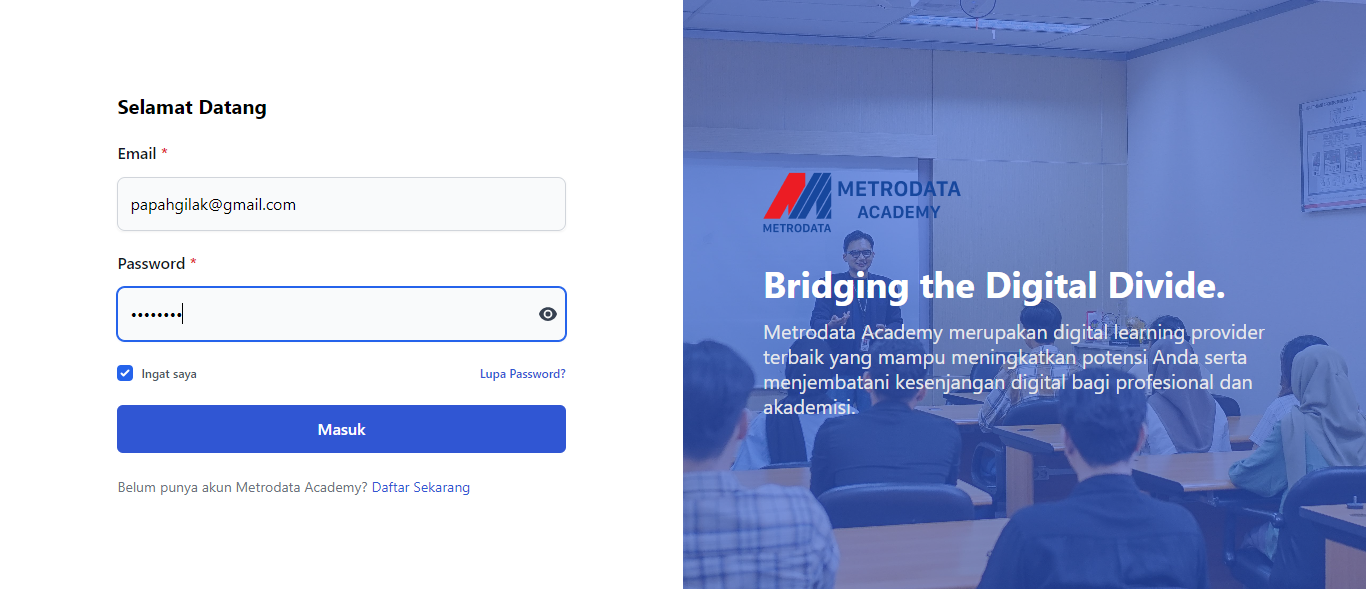 Selamat Datang
Email *
papahgilak@gmail.com
Password *
••••••••
Ingat saya
Lupa Password?
Masuk
Belum punya akun Metrodata Academy? Daftar Sekarang
METRODATA
ACADEMY
METRODATA
Bridging the Digital Divide.
Metrodata Academy merupakan digital learning provider
terbaik yang mampu meningkatkan potensi Anda serta
menjembatani kesenjangan digital bagi profesional dan
akademisi.